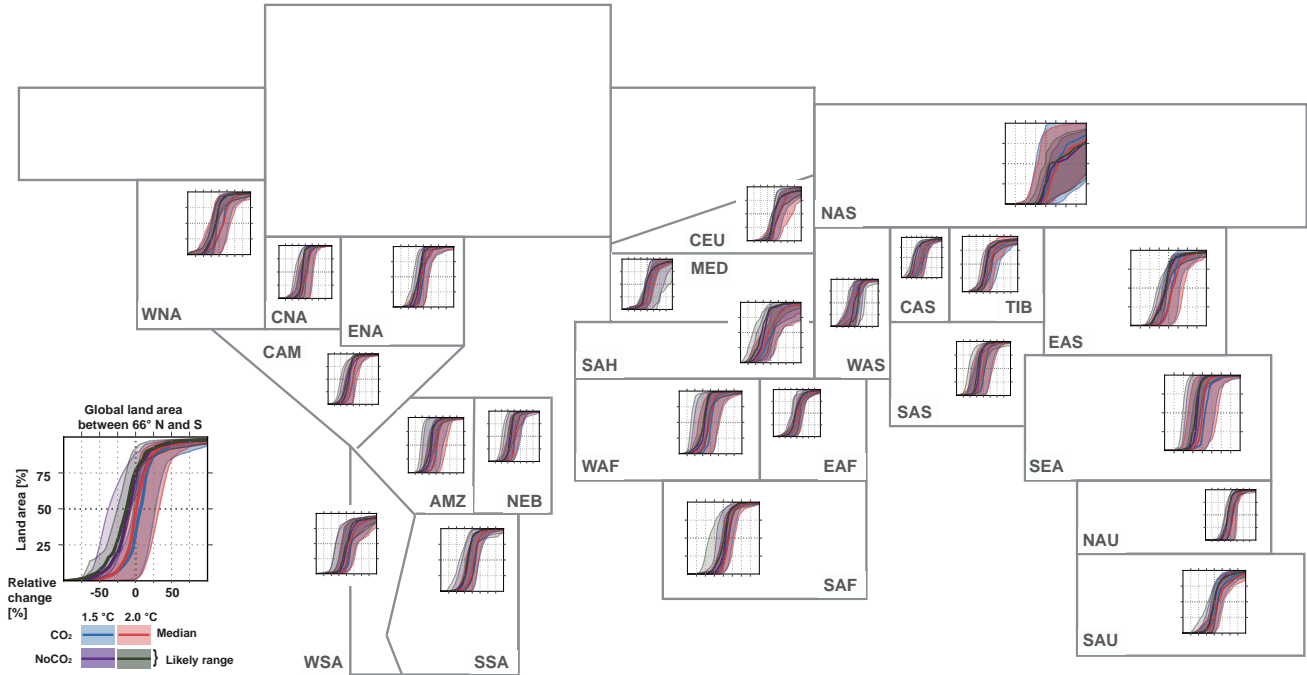 NAS
CEU
MED
WNA
CNA
ENA
CAS
TIB
EAS
CAM
SAH
WAS
SAS
Global land area
between 66° N and S
WAF
EAF
SEA
AMZ
NEB
Land area [%]
75
50
25
NAU
Relative
change
[%]
-50
0
50
SAF
1.5 °C
2.0 °C
CO₂
Median
NoCO₂
} Likely range
WSA
SSA
SAU